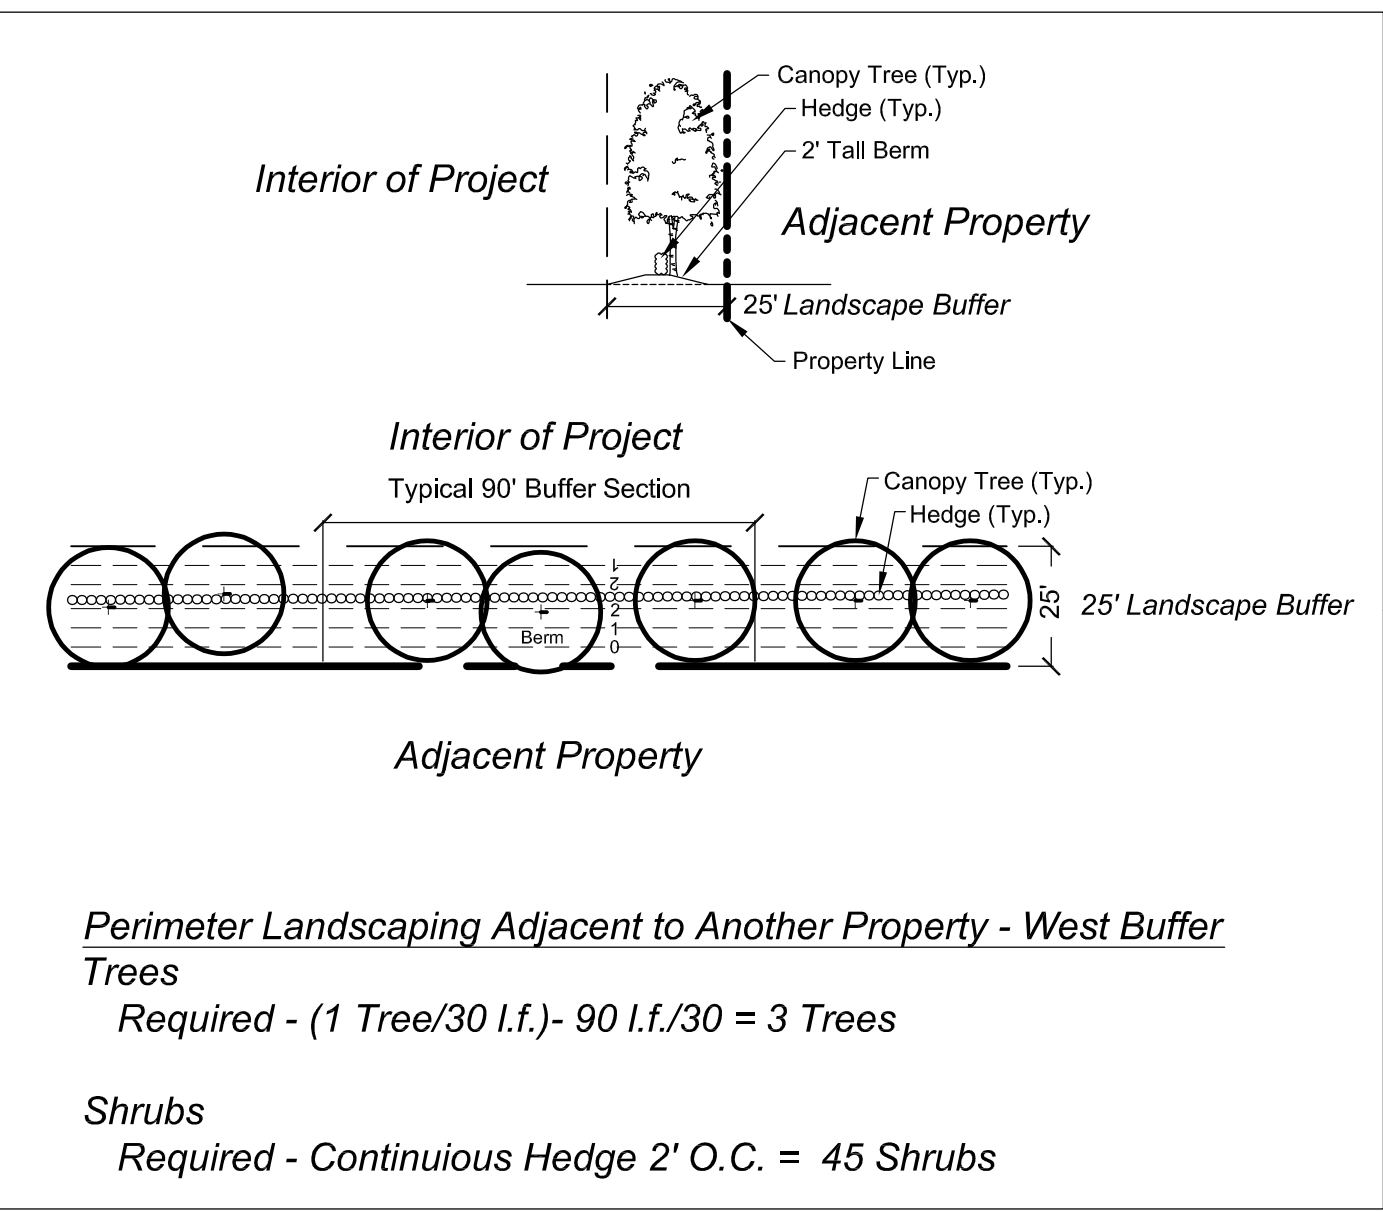 Canopy Tree (Typ.)
Hedge (Typ.)
2' Tall Berm
Interior of Project
Adjacent Property
25' Landscape Buffer
Property Line
Interior of Project
Typical 90' Buffer Section
Canopy Tree (Typ.)
Hedge (Typ.)
1
2
2
1
0
Berm
25'
25' Landscape Buffer
Adjacent Property
Perimeter Landscaping Adjacent to Another Property - West Buffer
Trees
Required - (1 Tree/30 l.f.)- 90 l.f./30 = 3 Trees
Shrubs
Required - Continuious Hedge 2' O.C. = 45 Shrubs